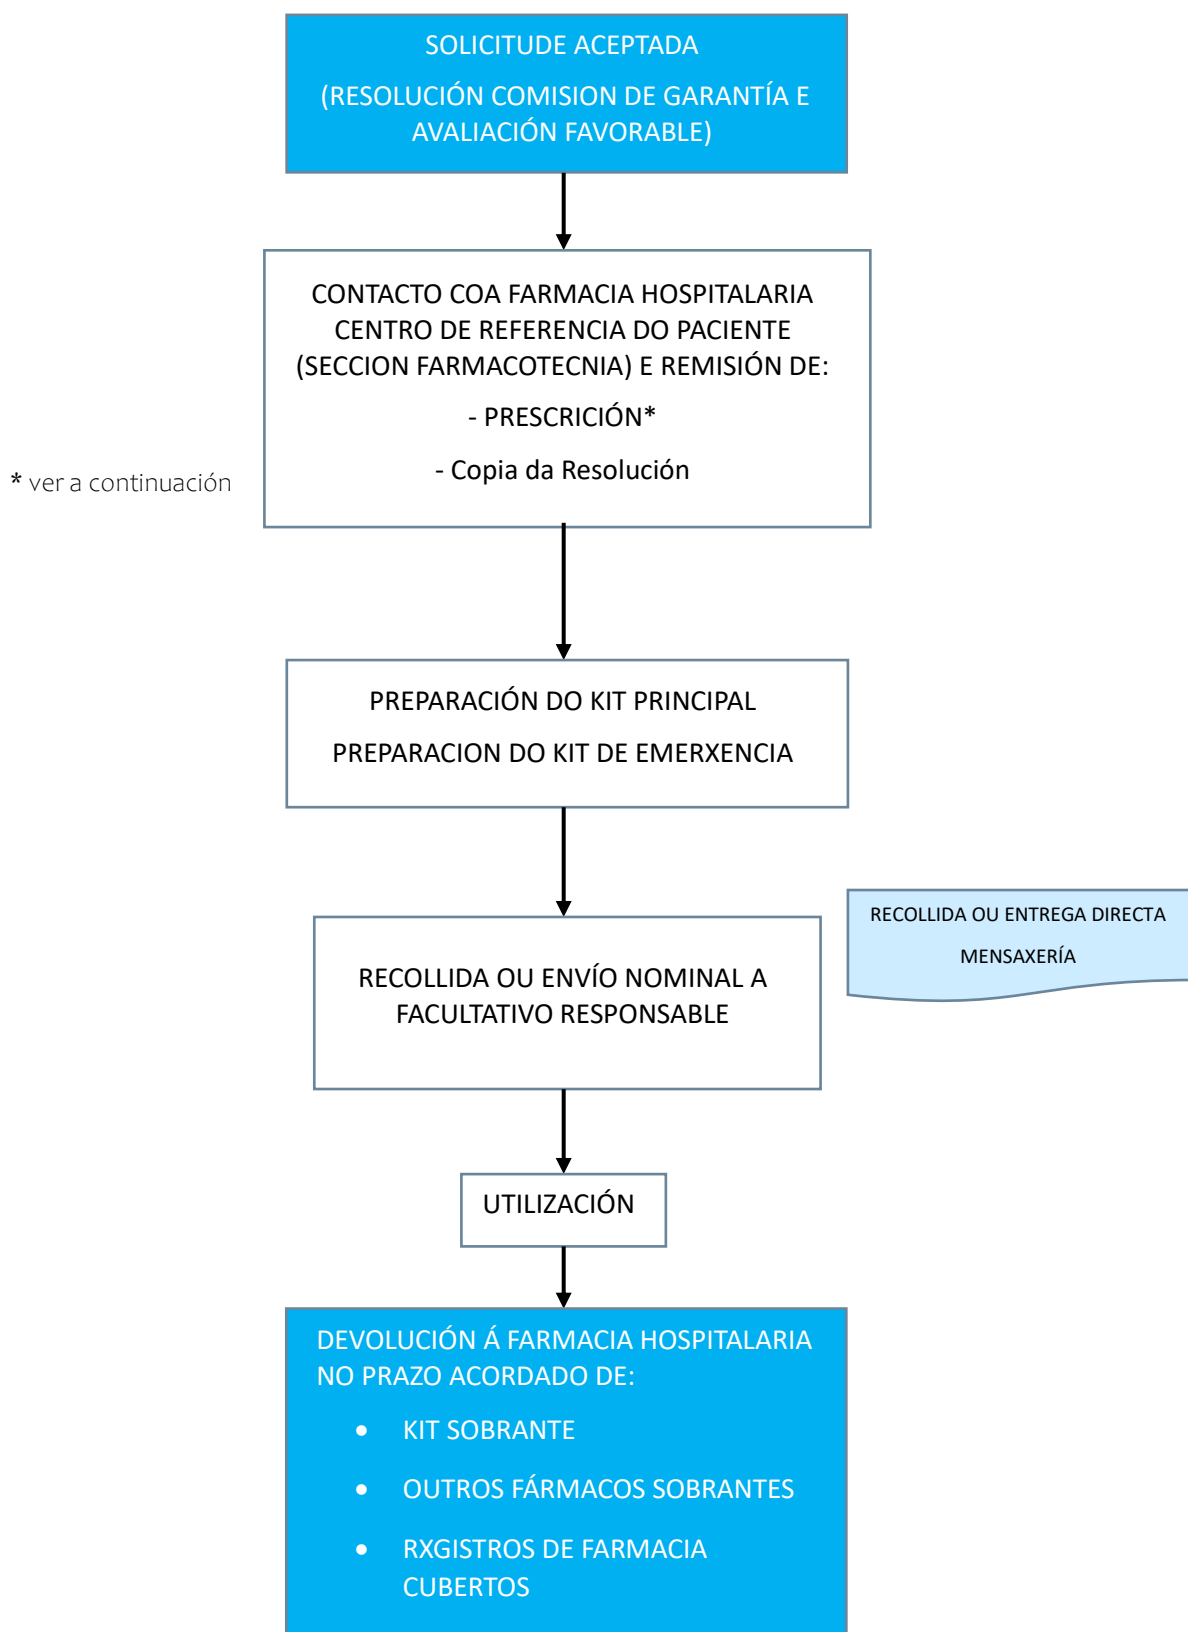 SOLICITUDE ACEPTADA
(RESOLUCIÓN COMISION DE GARANTÍA E
AVALIACIÓN FAVORABLE)
CONTACTO COA FARMACIA HOSPITALARIA
CENTRO DE REFERENCIA DO PACIENTE
(SECCION FARMACOTECNIA) E REMISIÓN DE:
- PRESCRICIÓN*
- Copia da Resolución
* ver a continuación
PREPARACIÓN DO KIT PRINCIPAL
PREPARACION DO KIT DE EMERXENCIA
RECOLLIDA OU ENTREGA DIRECTA
MENSAXERÍA
RECOLLIDA OU ENVÍO NOMINAL A
FACULTATIVO RESPONSABLE
UTILIZACIÓN
DEVOLUCIÓN Á FARMACIA HOSPITALARIA
NO PRAZO ACORDADO DE:
• KIT SOBRANTE
• OUTROS FÁRMACOS SOBRANTES
• RXGISTROS DE FARMACIA
CUBERTOS